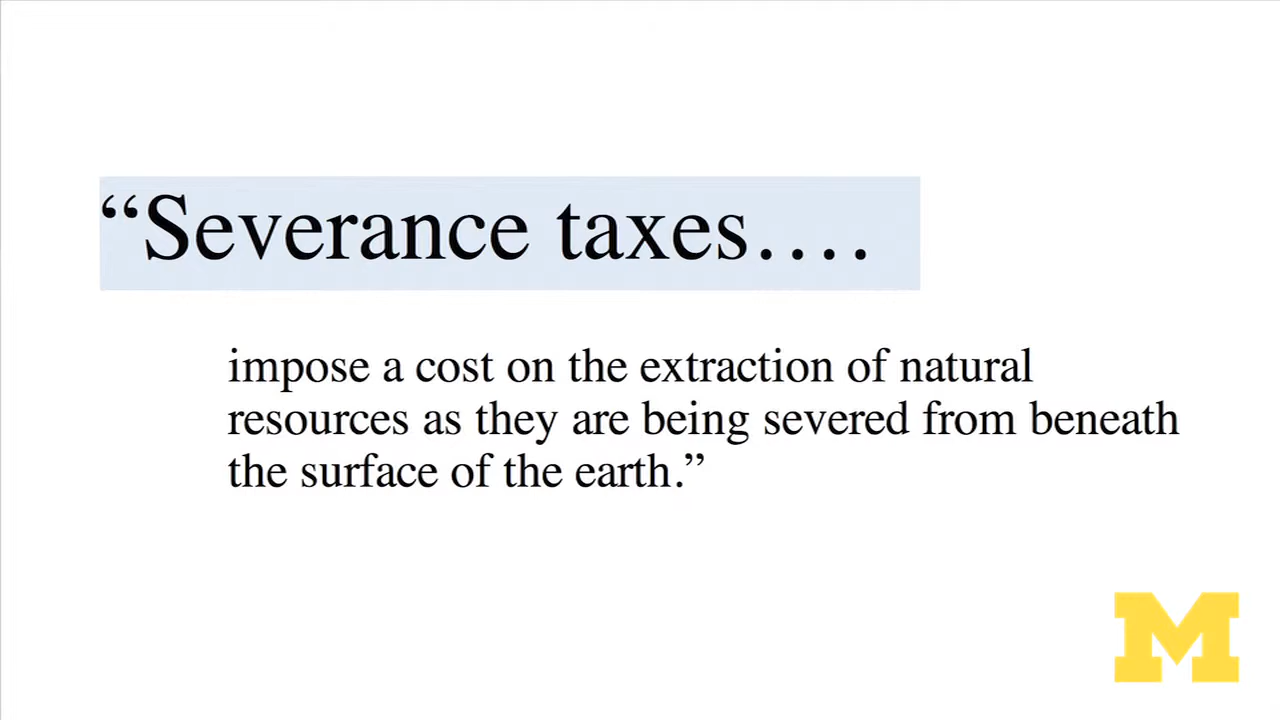 “Severance taxes….
impose a cost on the extraction of natural
resources as they are being severed from beneath
the surface of the earth.”
M